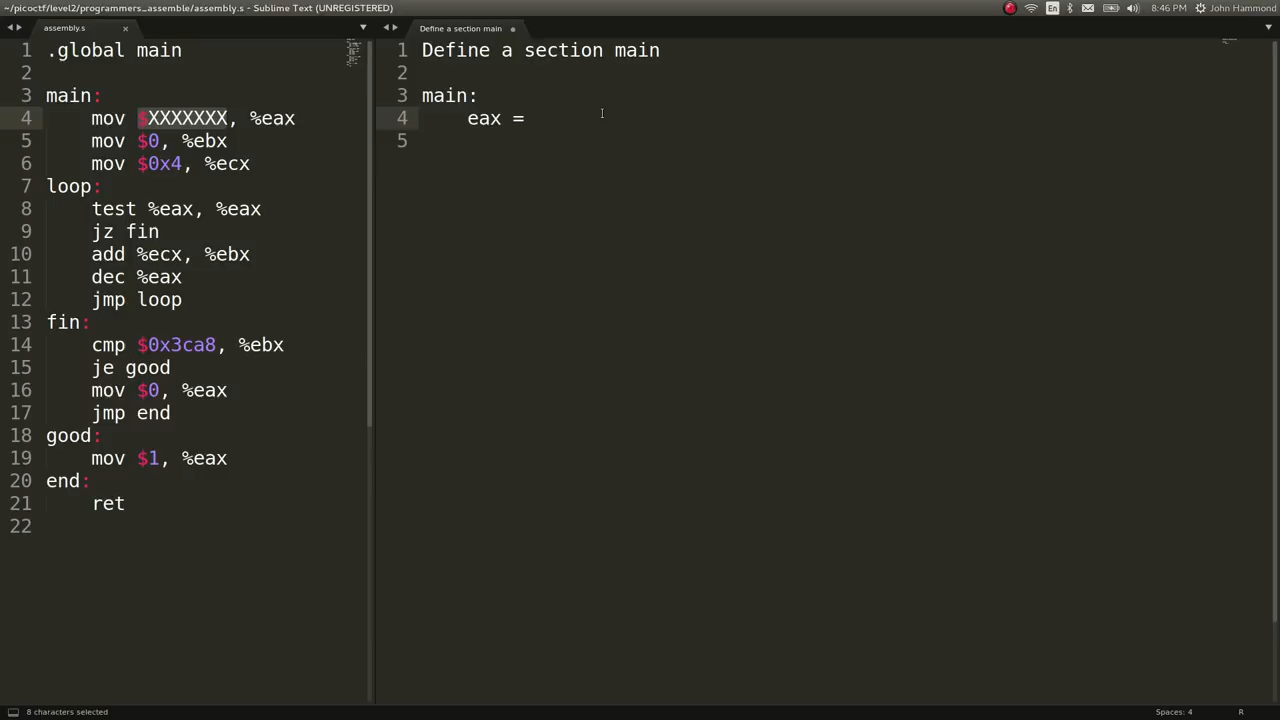 ~/picoctf/level2/programmers_assemble/assembly.s - Sublime Text (UNREGISTERED)
En
8:46 PM
John Hammond
assembly.s
Define a section main
1 .global main
2
3 main:
4 mov $XXXXXXX, %eax
5 mov $0, %ebx
6 mov $0x4, %ecx
7 loop:
8 test %eax, %eax
9 jz fin
10 add %ecx, %ebx
11 dec %eax
12 jmp loop
13 fin:
14 cmp $0x3ca8, %ebx
15 je good
16 mov $0, %eax
17 jmp end
18 good:
19 mov $1, %eax
20 end:
21 ret
22
1 Define a section main
2
3 main:
4 eax =
5
8 characters selected
Spaces: 4
R